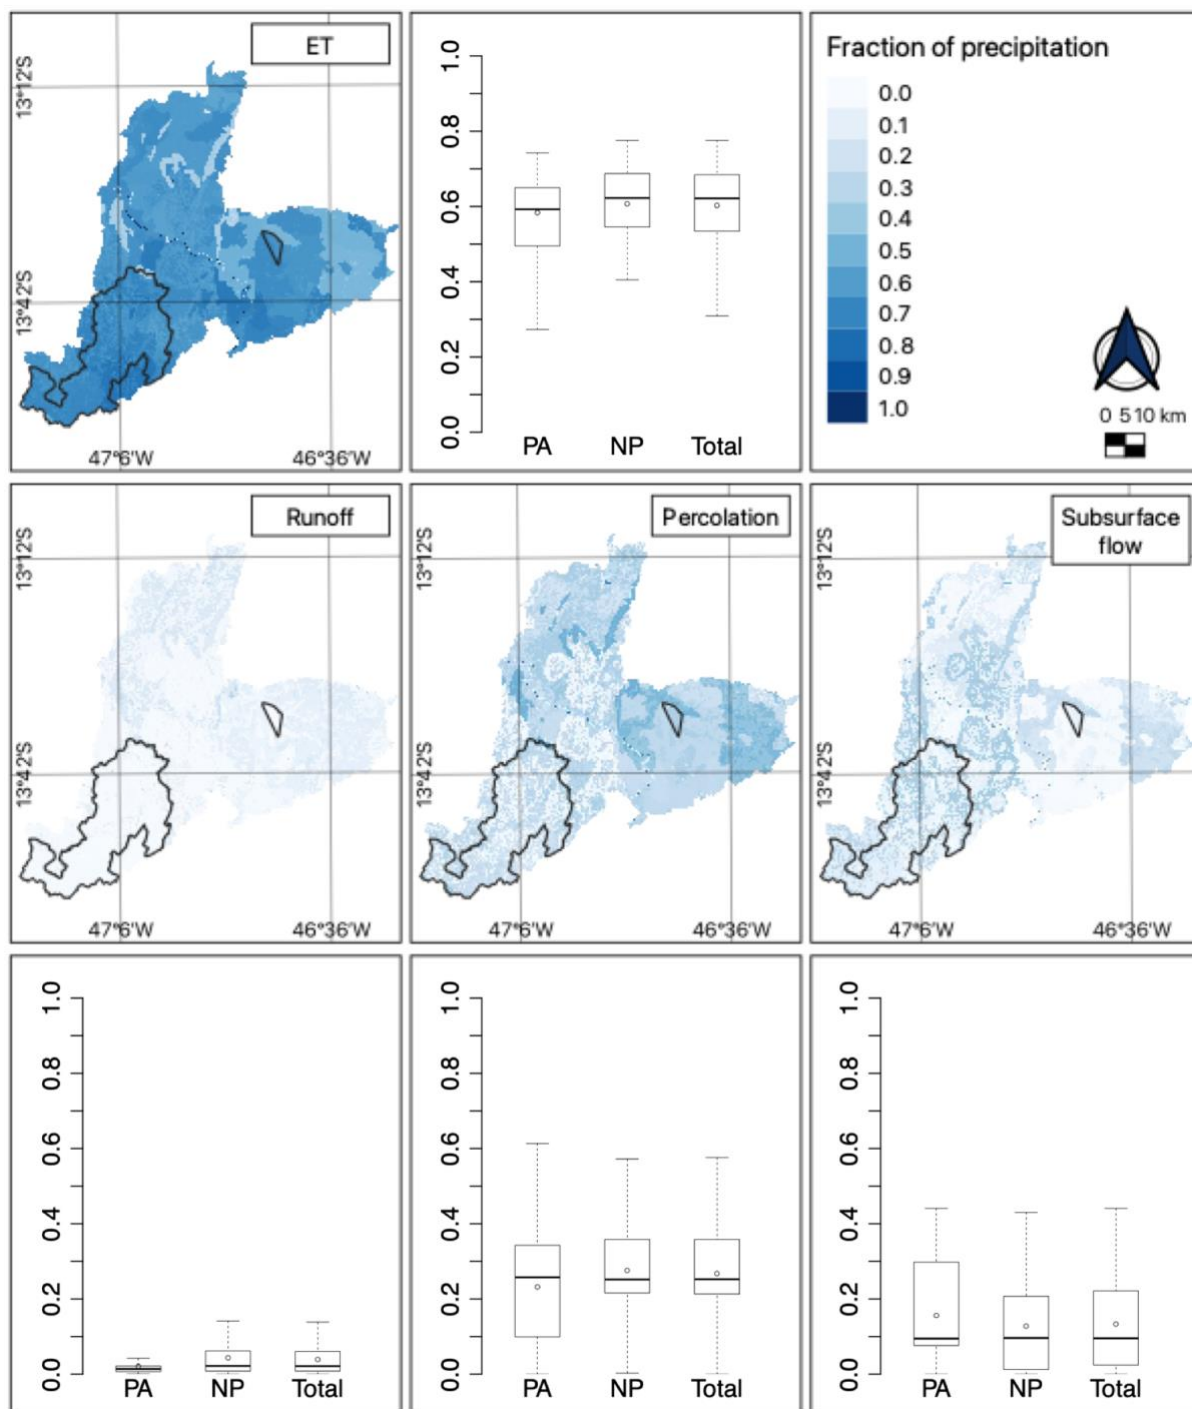 ET
13°12'S
13°42'S
47°6'W
46°36'W
1.0
0.8
0.6
0.4
0.2
0.0
PA NP Total
Fraction of precipitation
0.0
0.1
0.2
0.3
0.4
0.5
0.6
0.7
0.8
0.9
1.0
0 5 10 km
Runoff
13°12'S
13°42'S
47°6'W
46°36'W
Percolation
13°12'S
13°42'S
47°6'W
46°36'W
Subsurface
flow
13°12'S
13°42'S
47°6'W
46°36'W
1.0
0.8
0.6
0.4
0.2
0.0
PA NP Total
1.0
0.8
0.6
0.4
0.2
0.0
PA NP Total
1.0
0.8
0.6
0.4
0.2
0.0
PA NP Total